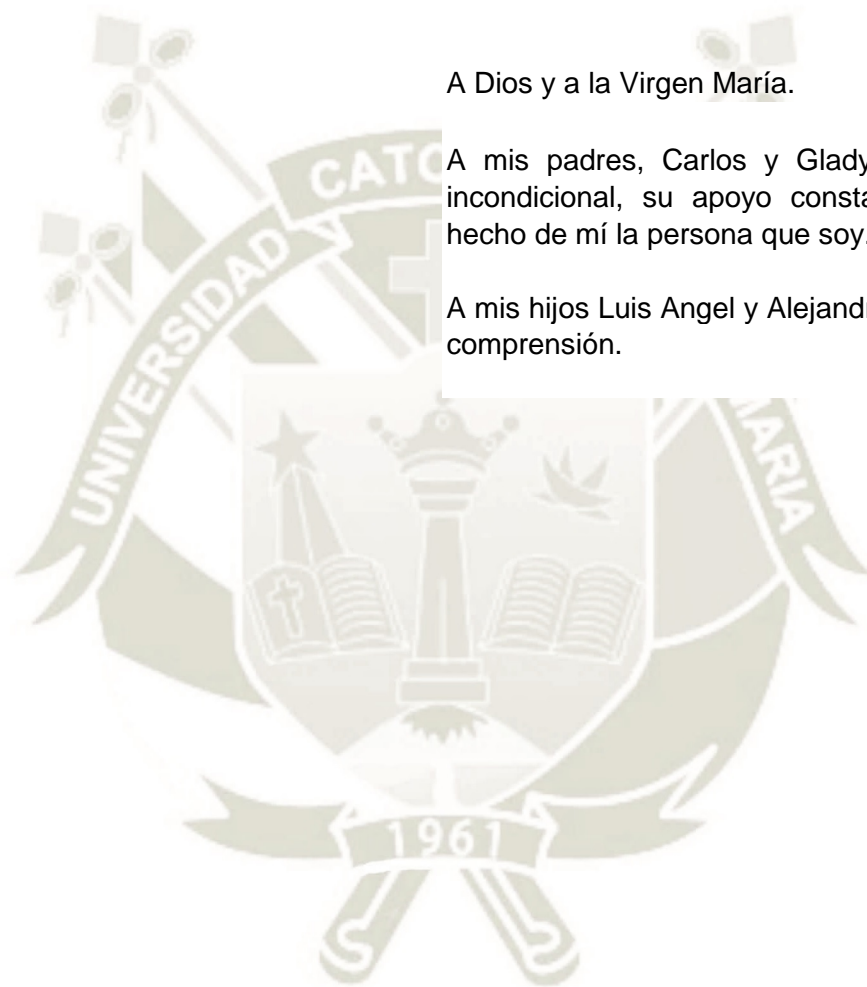 A Dios y a la Virgen María.
A mis padres, Carlos y Glady
incondicional, su apoyo consta
hecho de mí la persona que soy.
A mis hijos Luis Angel y Alejand
comprensión.
UNIVERSIDAD CATO
MARIA
1961
S S